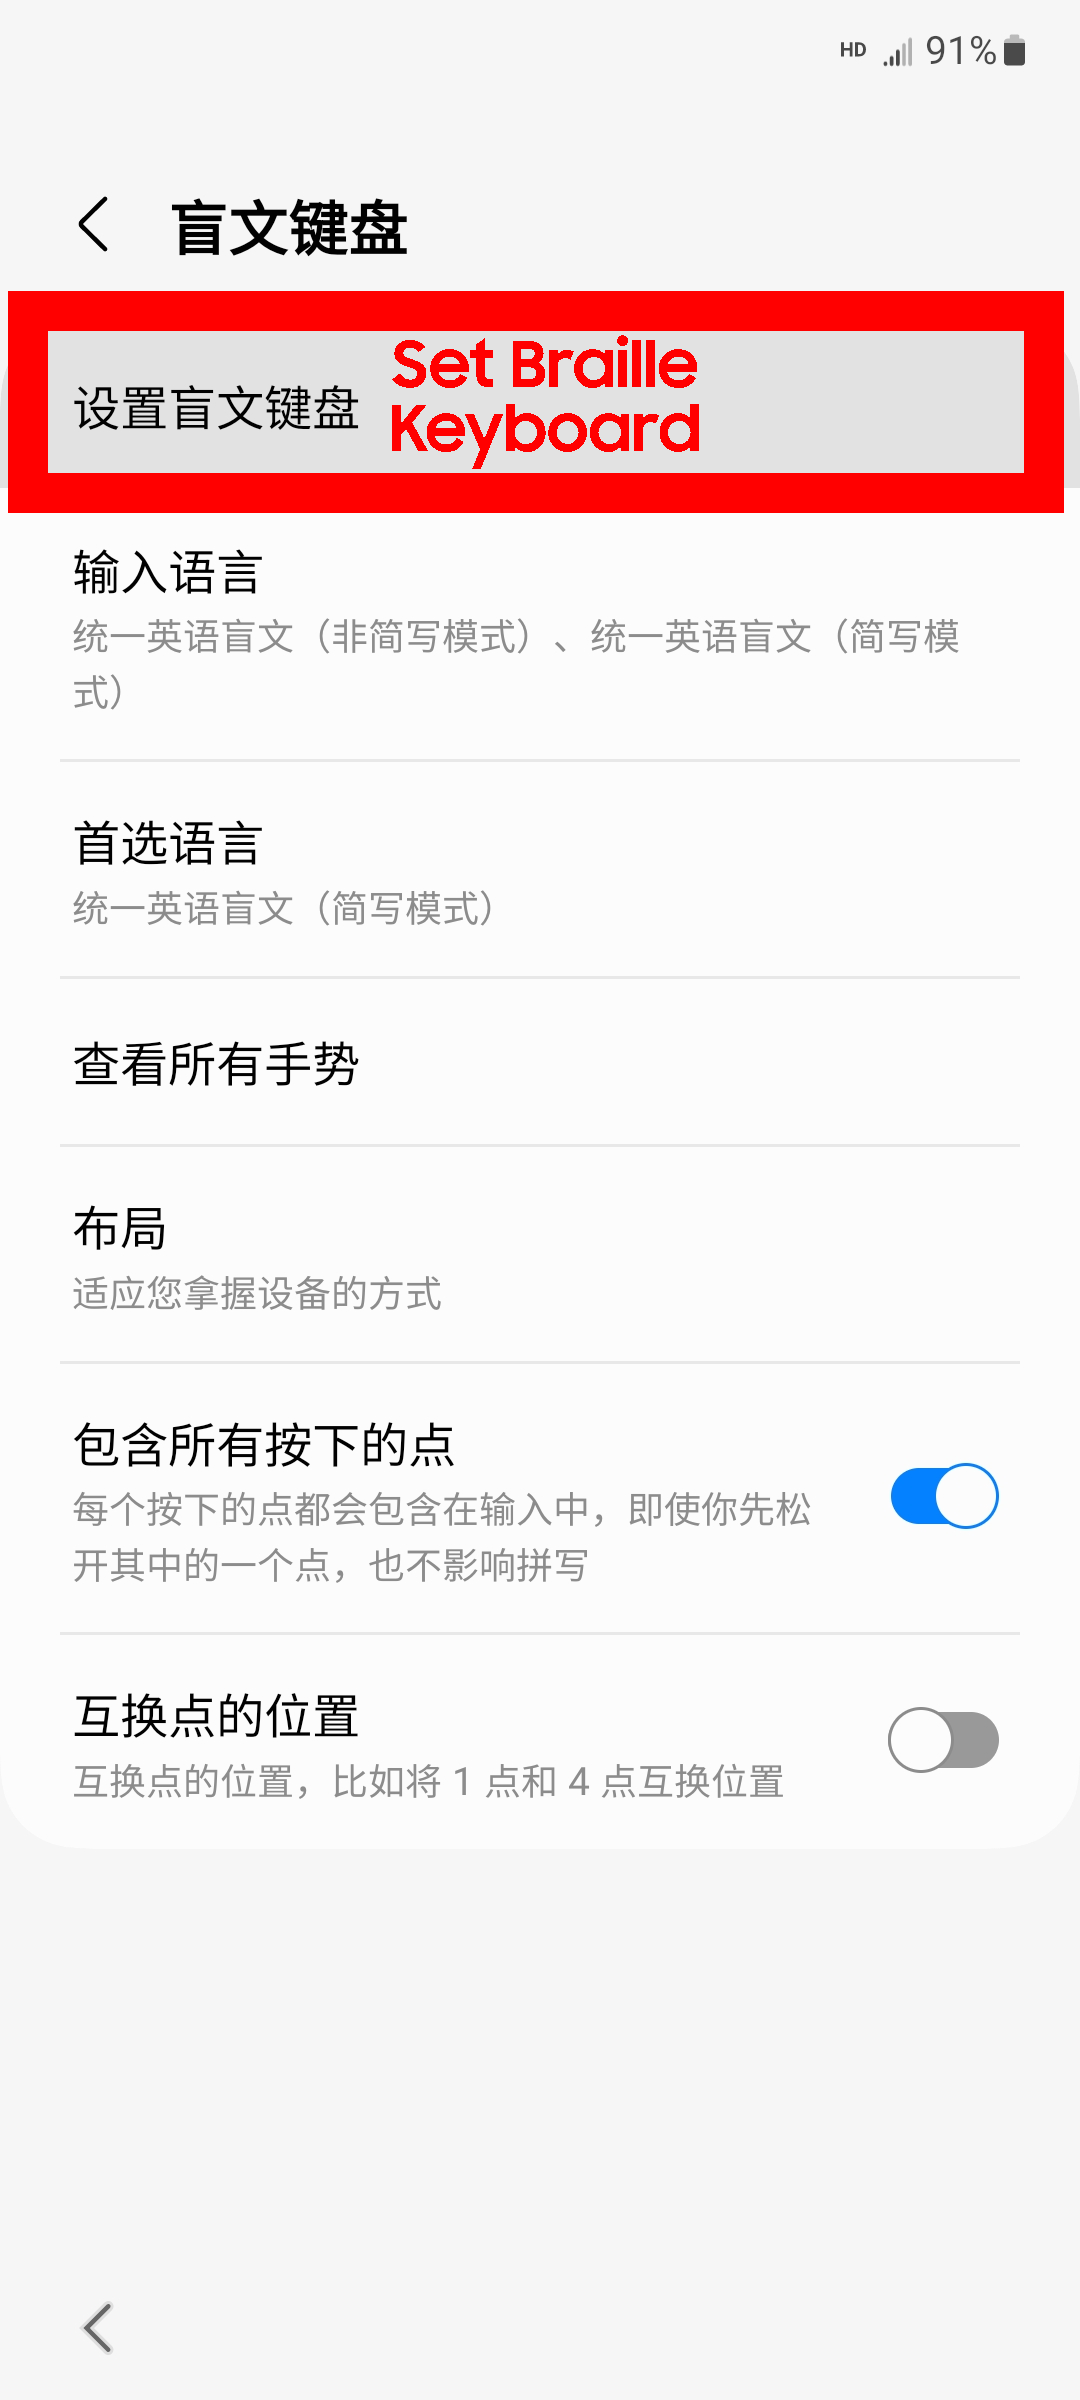 HD 91%
盲文键盘
设置盲文键盘
Set Braille
Keyboard
输入语言
统一英语盲文（非简写模式）、统一英语盲文（简写模
式）
首选语言
统一英语盲文（简写模式）
查看所有手势
布局
适应您拿握设备的方式
包含所有按下的点
每个按下的点都会包含在输入中，即使你先松
开其中的一个点，也不影响拼写
互换点的位置
互换点的位置，比如将 1 点和 4 点互换位置